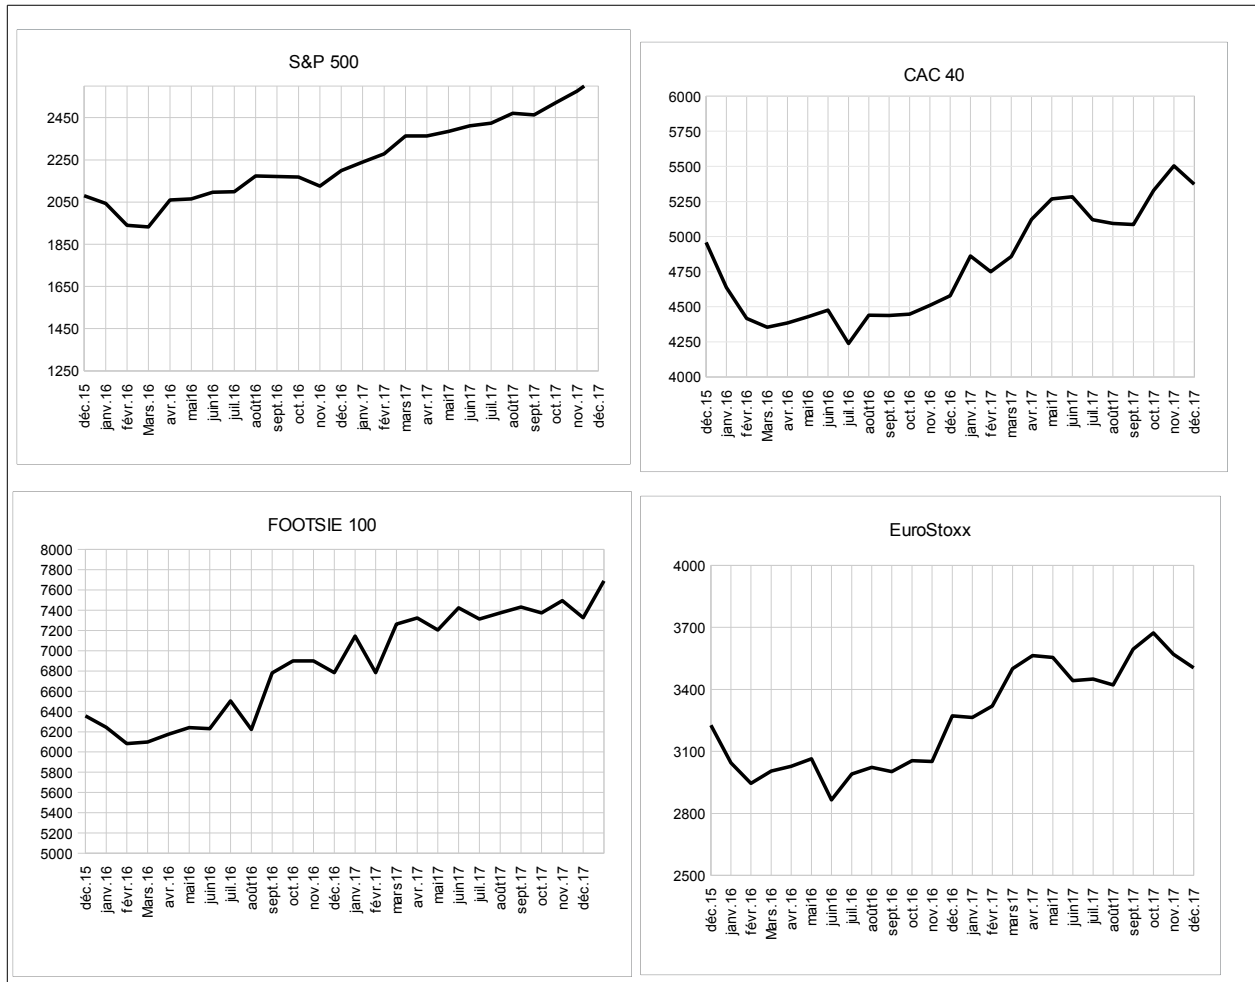 S&P 500
2450
2250
2050
1850
1650
1450
1250
déc.15
janv.16
févr.16
Mars.16
avr.16
mai16
juin16
juil.16
août16
sept.16
oct.16
nov.16
déc.16
janv.17
févr.17
mars17
avr.17
mai17
juin17
juil.17
août17
sept.17
oct.17
nov.17
déc.17
CAC 40
6000
5750
5500
5250
5000
4750
4500
4250
4000
déc.15
janv.16
févr.16
Mars.16
avr.16
mai16
juin16
juil.16
août16
sept.16
oct.16
nov.16
déc.16
janv.17
févr.17
mars17
avr.17
mai17
juin17
juil.17
août17
sept.17
oct.17
nov.17
déc.17
FOOTSIE 100
8000
7800
7600
7400
7200
7000
6800
6600
6400
6200
6000
5800
5600
5400
5200
5000
déc.15
janv.16
févr.16
Mars.16
avr.16
mai16
juin16
juil.16
août16
sept.16
oct.16
nov.16
déc.16
janv.17
févr.17
mars17
avr.17
mai17
juin17
juil.17
août17
sept.17
oct.17
nov.17
déc.17
EuroStoxx
4000
3700
3400
3100
2800
2500
déc.15
janv.16
févr.16
Mars.16
avr.16
mai16
juin16
juil.16
août16
sept.16
oct.16
nov.16
déc.16
janv.17
févr.17
mars17
avr.17
mai17
juin17
juil.17
août17
sept.17
oct.17
nov.17
déc.17